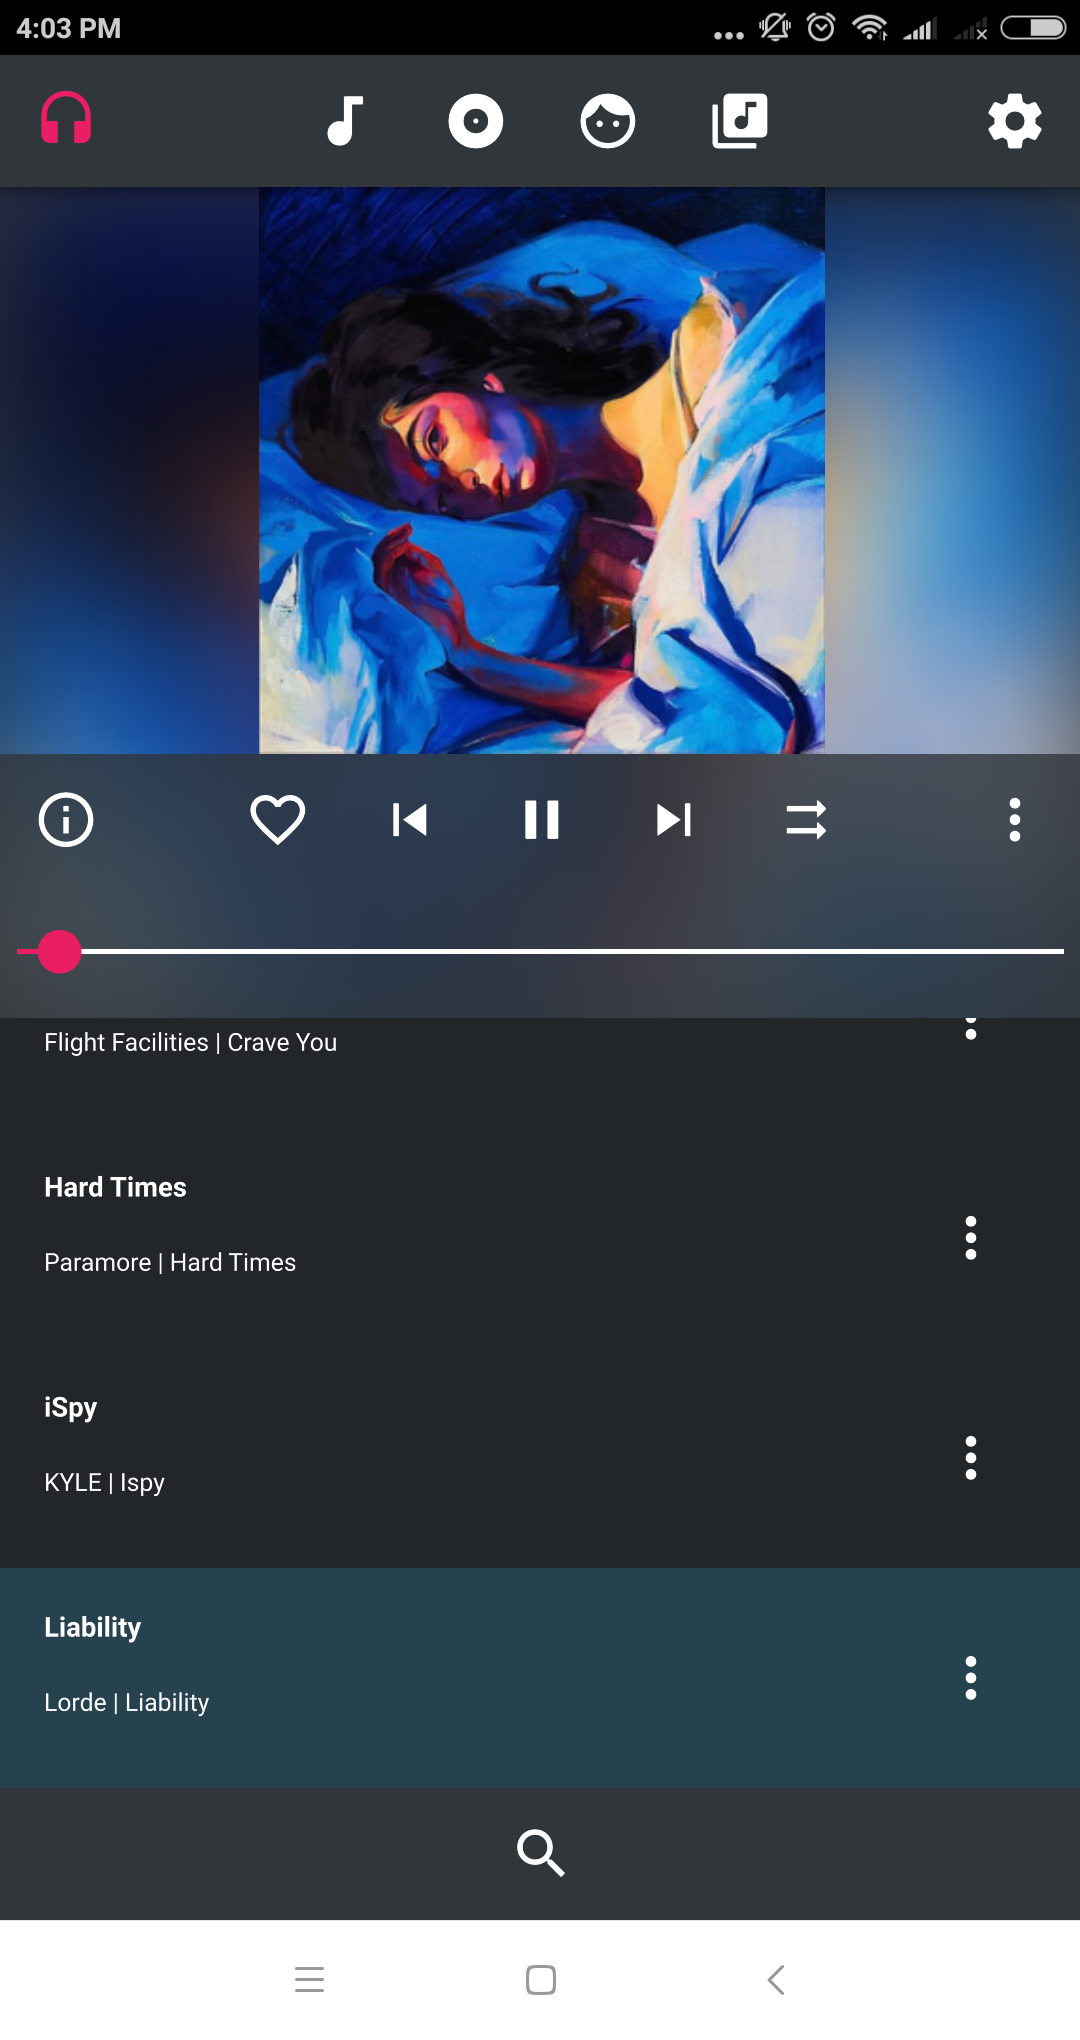 4:03 PM
Flight Facilities | Crave You
Hard Times
Paramore | Hard Times
iSpy
KYLE | Ispy
Liability
Lorde | Liability